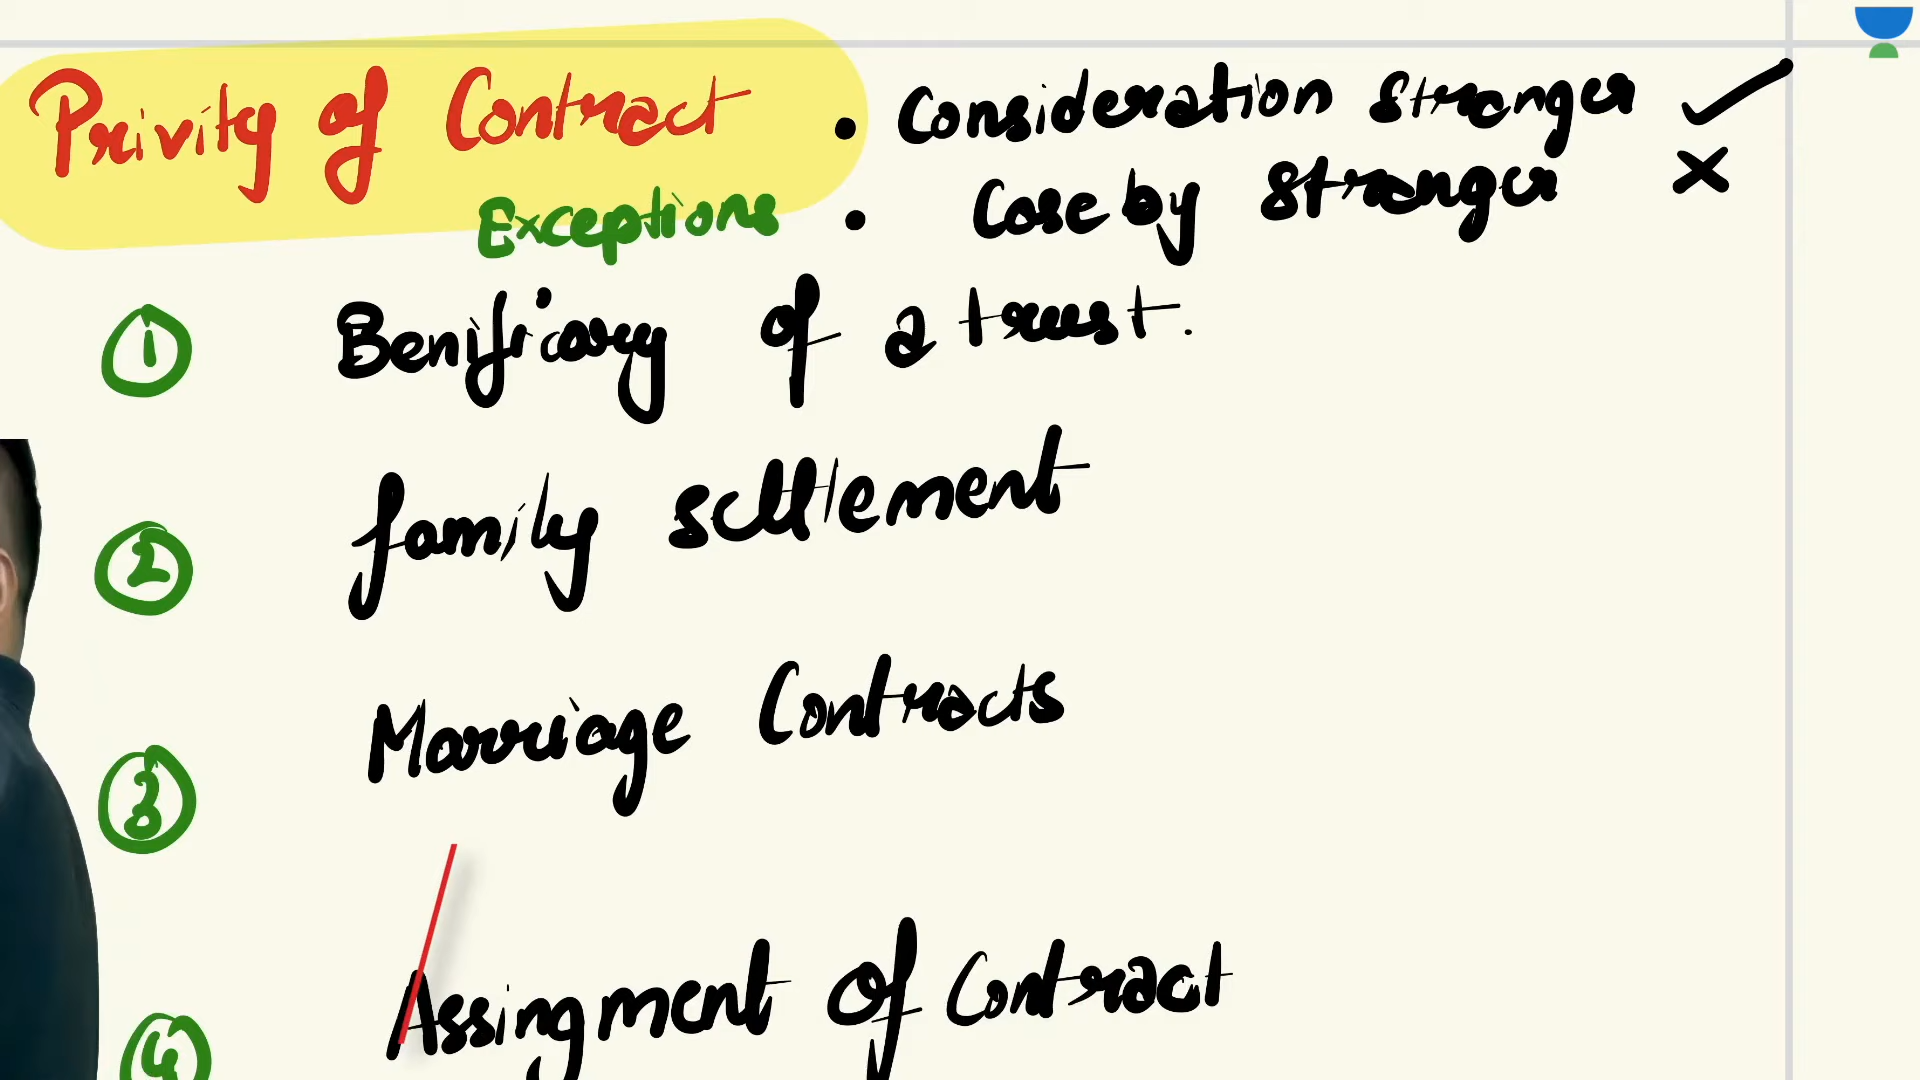 Privity of Contract • Consideration Stranger ✓
Exceptions • Case by Stranger ×
① Benificary of a trust.
② family settlement
③ Marriage Contracts
④ Assingment of Contract